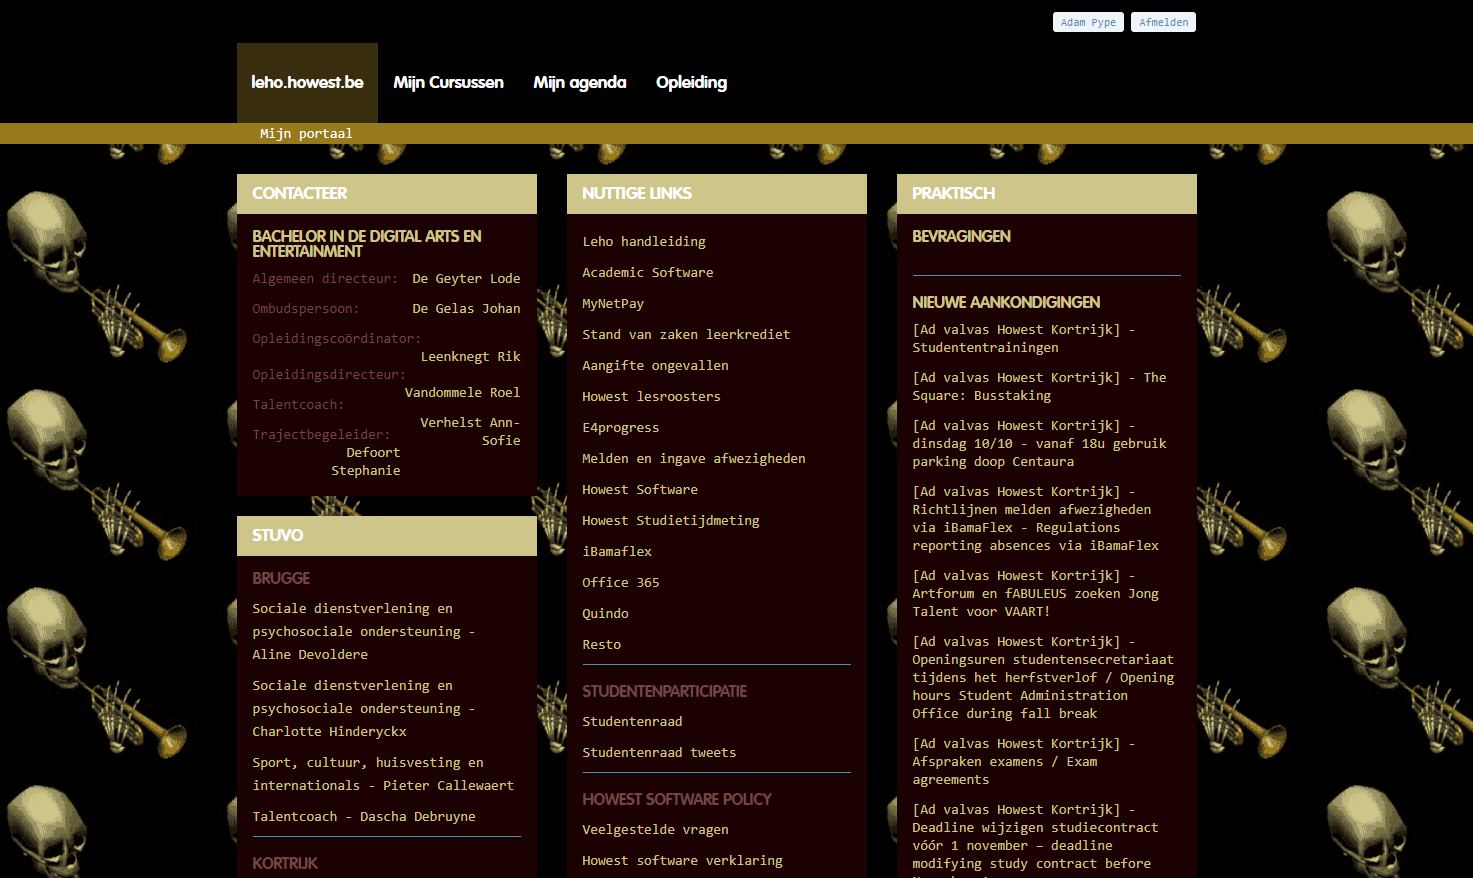 Adam Pype
Afmelden
leho.howest.be
Mijn Cursussen
Mijn agenda
Opleiding
Mijn portaal
CONTACTEER
BACHELOR IN DE DIGITAL ARTS EN
ENTERTAINMENT
Algemeen directeur: De Geyter Lode
Ombudspersoon: De Gelas Johan
Opleidingscoördinator:
Leenknegt Rik
Opleidingsdirecteur:
Vandommele Roel
Talentcoach:
Verhelst Ann-
Sofie
Trajectbegeleider:
Defoort
Stephanie
STUVO
BRUGGE
Sociale dienstverlening en
psychosociale ondersteuning -
Aline Devoldere
Sociale dienstverlening en
psychosociale ondersteuning -
Charlotte Hinderyckx
Sport, cultuur, huisvesting en
internationals - Pieter Callewaert
Talentcoach - Dascha Debruyne
KORTRIJK
NUTTIGE LINKS
Leho handleiding
Academic Software
MyNetPay
Stand van zaken leerkrediet
Aangifte ongevallen
Howest lesroosters
E4progress
Melden en ingave afwezigheden
Howest Software
Howest Studietijdmeting
iBamaflex
Office 365
Quindo
Resto
STUDENTENPARTICIPATIE
Studentenraad
Studentenraad tweets
HOWEST SOFTWARE POLICY
Veelgestelde vragen
Howest software verklaring
PRAKTISCH
BEVRAGINGEN
NIEUWE AANKONDIGINGEN
[Ad valvas Howest Kortrijk] -
Studententrainingen
[Ad valvas Howest Kortrijk] - The
Square: Busstaking
[Ad valvas Howest Kortrijk] -
dinsdag 10/10 - vanaf 18u gebruik
parking doop Centaura
[Ad valvas Howest Kortrijk] -
Richtlijnen melden afwezigheden
via iBamaFlex - Regulations
reporting absences via iBamaFlex
[Ad valvas Howest Kortrijk] -
Artforum en fABULEUS zoeken Jong
Talent voor VAART!
[Ad valvas Howest Kortrijk] -
Openingsuren studentensecretariaat
tijdens het herfstverlof / Opening
hours Student Administration
Office during fall break
[Ad valvas Howest Kortrijk] -
Afspraken examens / Exam
agreements
[Ad valvas Howest Kortrijk] -
Deadline wijzigen studiecontract
vóór 1 november – deadline
modifying study contract before